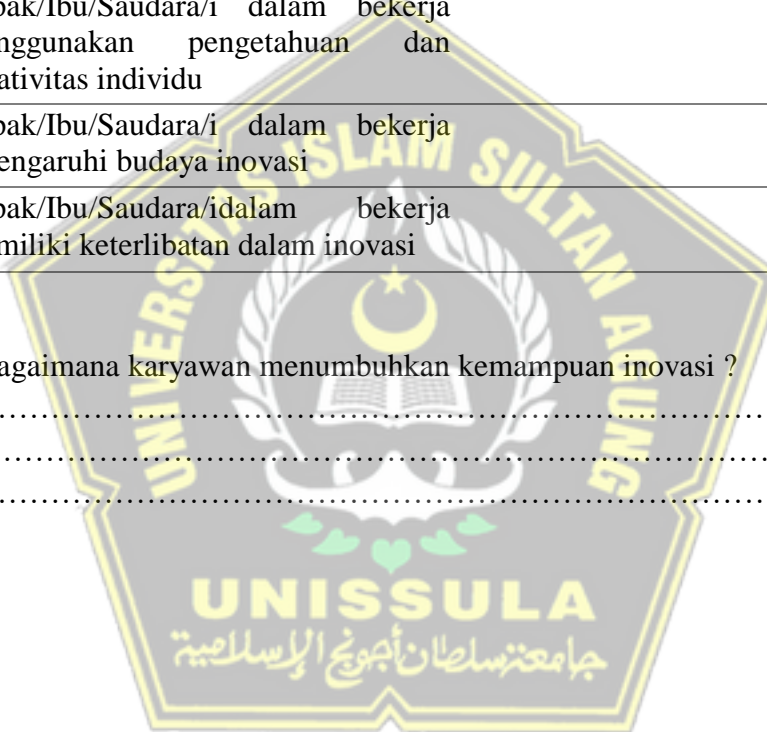 pak/Ibu/Saudara/i dalam bekerja
nggunakan pengetahuan dan
ativitas individu
pak/Ibu/Saudara/i dalam bekerja
engaruhi budaya inovasi
pak/Ibu/Saudara/idalam bekerja
miliki keterlibatan dalam inovasi
agaimana karyawan menumbuhkan kemampuan inovasi ?
UNIVERSITAS ISLAM SULTAN AGUNG
UNISSULA
جامعتسلطان أجونج الإسلامية